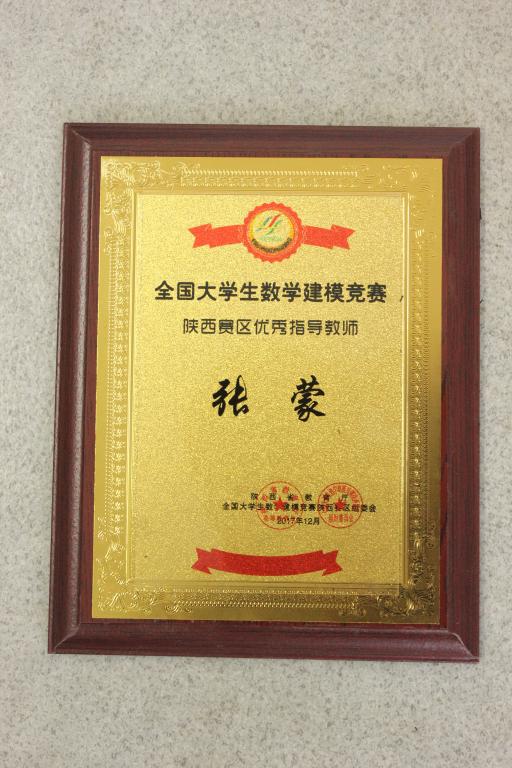 全国大学生数学建模竞赛
陕西赛区优秀指导教师
张 蒙
陕西省教育厅
全国大学生数学建模竞赛陕西赛区组委会
2017年12月